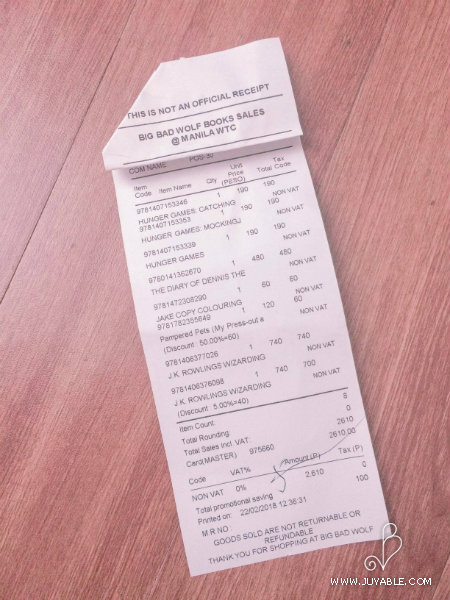 THIS IS NOT AN OFFICIAL RECEIPT
BIG BAD WOLF BOOKS SALES
@ MANILA WTC
COM NAME POS-30
Item Code Item Name Qty Unit Price (PESO) Total Tax Code
9781407153346 1 190 190
HUNGER GAMES: CATCHING NON VAT
9781407153353 1 190 190
HUNGER GAMES: MOCKINGJ NON VAT
9781407153339 1 190 190
HUNGER GAMES NON VAT
9780141362670 1 480 480
THE DIARY OF DENNIS THE NON VAT
9781472308290 1 60 60
JAKE COPY COLOURING NON VAT
9781782355649 1 120 60
Pampered Pets (My Press-out a NON VAT
(Discount : 50.00%=60)
9781406377026 1 740 740
J.K. ROWLINGS WIZARDING NON VAT
9781406376098 1 740 700
J.K. ROWLINGS WIZARDING NON VAT
(Discount : 5.00%=40)
Item Count 8
Total Rounding 0
Total Sales Incl. VAT: 2610
Card(MASTER) 975660 2610.00
Code VAT% Amount (P) Tax (P)
NON VAT 0% 2,610 0
Total promotional saving 100
Printed on: 22/02/2018 12:36:31
M R NO :
GOODS SOLD ARE NOT RETURNABLE OR
REFUNDABLE
THANK YOU FOR SHOPPING AT BIG BAD WOLF
WWW.JUYABLE.COM